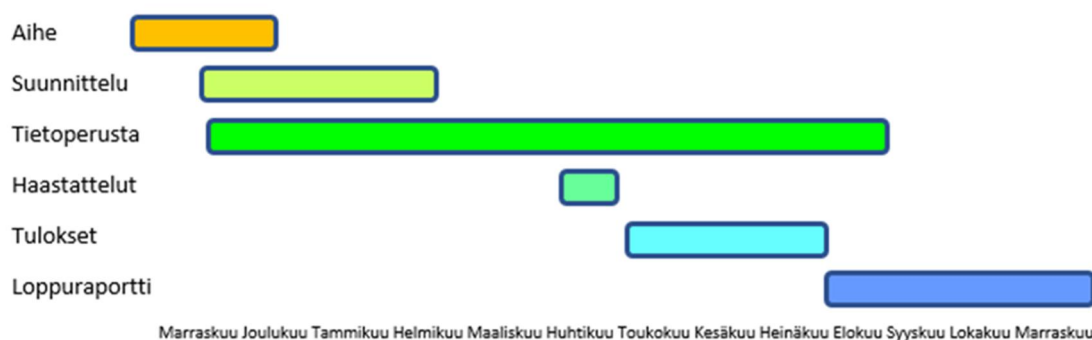 Aihe
Suunnittelu
Tietoperusta
Haastattelut
Tulokset
Loppuraportti
Marraskuu Joulukuu Tammikuu Helmikuu Maaliskuu Huhtikuu Toukokuu Kesäkuu Heinäkuu Elokuu Syyskuu Lokakuu Marraskuu